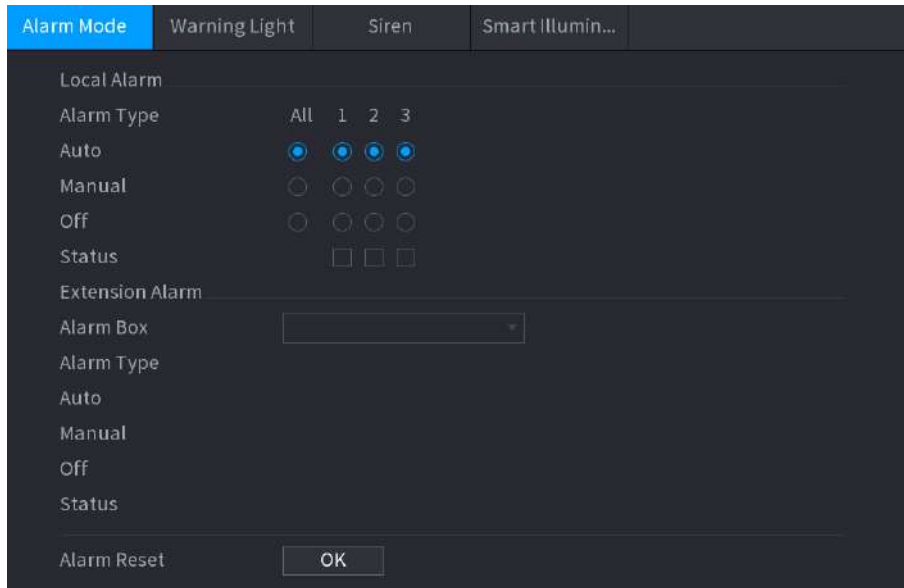 Alarm Mode Warning Light Siren Smart Illumin...
Local Alarm
Alarm Type All 1 2 3
Auto
Manual
Off
Status
Extension Alarm
Alarm Box
Alarm Type
Auto
Manual
Off
Status
Alarm Reset OK